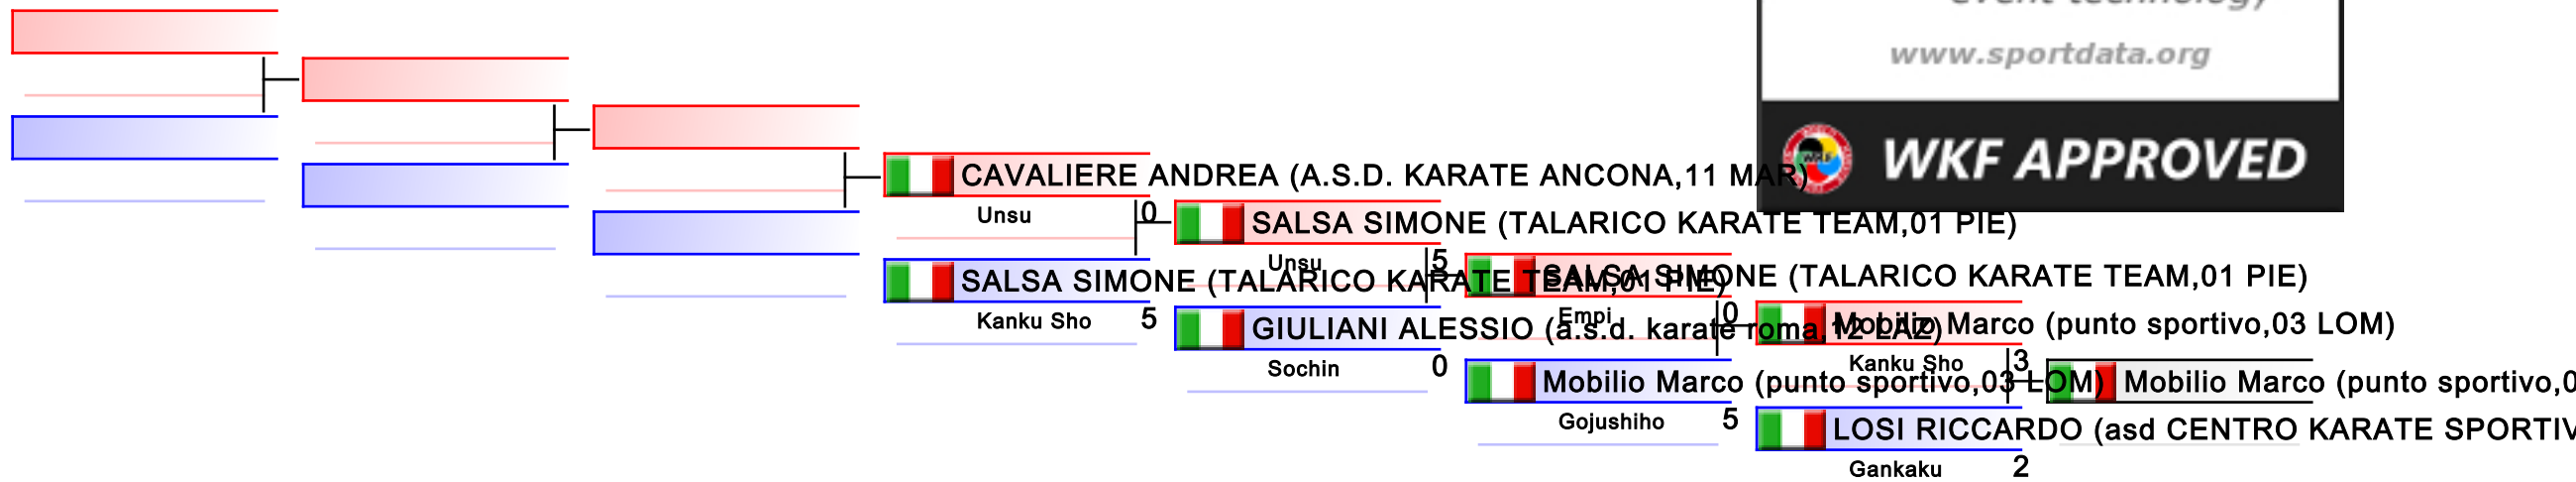 event technology
www.sportdata.org
WKF APPROVED
CAVALIERE ANDREA (A.S.D. KARATE ANCONA,11 MAR)
Unsu
0
SALSA SIMONE (TALARICO KARATE TEAM,01 PIE)
Kanku Sho
5
SALSA SIMONE (TALARICO KARATE TEAM,01 PIE)
Unsu
5
GIULIANI ALESSIO (a.s.d. karate roma,12 LAZ)
Sochin
0
SALSA SIMONE (TALARICO KARATE TEAM,01 PIE)
Empi
0
Mobilio Marco (punto sportivo,03 LOM)
Gojushiho
5
Mobilio Marco (punto sportivo,03 LOM)
Kanku Sho
3
LOSI RICCARDO (asd CENTRO KARATE SPORTIV
Gankaku
2
Mobilio Marco (punto sportivo,0